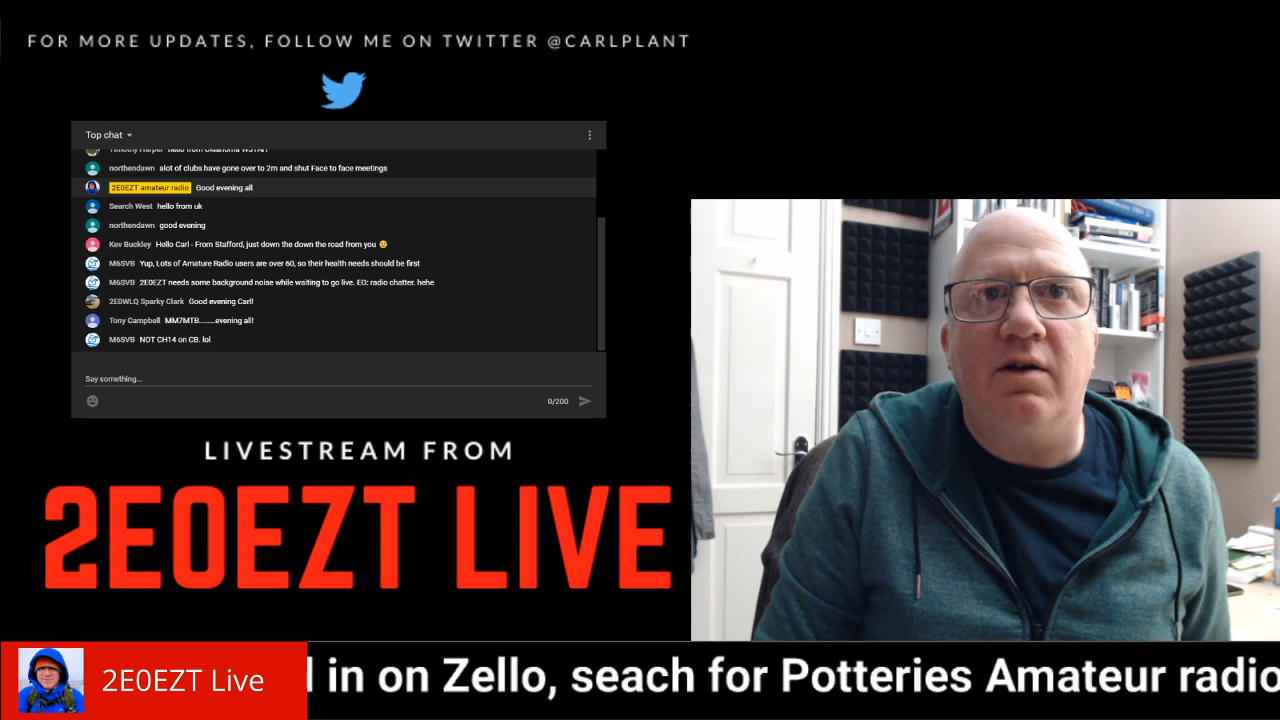 FOR MORE UPDATES, FOLLOW ME ON TWITTER @CARLPLANT
Top chat
Timothy Harper hello from Oklahoma
northendawn alot of clubs have gone over to 2m and shut Face to face meetings
2E0EZT amateur radio Good evening all
Search West hello from uk
northendawn good evening
Kev Buckley Hello Carl - From Stafford, just down the down the road from you
M6SVB Yup, Lots of Amature Radio users are over 60, so their health needs should be first
M6SVB 2E0EZT needs some background noise while waiting to go live. EG: radio chatter. hehe
2E0WLQ Sparky Clark Good evening Carl!
Tony Campbell MM7MTB........evening all!
M6SVB NOT CH14 on CB. lol
Say something...
0/200
LIVESTREAM FROM
2E0EZT LIVE
2E0EZT Live
in on Zello, seach for Potteries Amateur radio